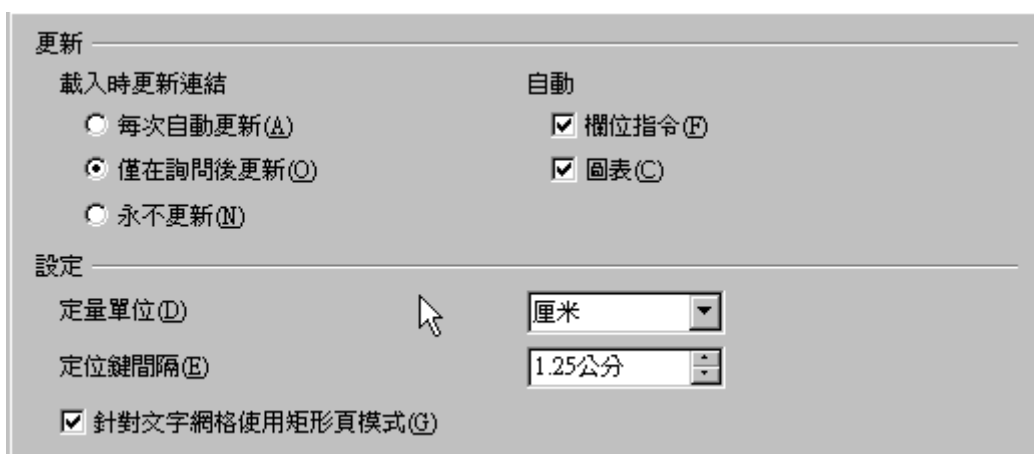 更新
載入時更新連結 自動
每次自動更新(A) 欄位指令(F)
僅在詢問後更新(O) 圖表(C)
永不更新(N)
設定
定量單位(D) 厘米
定位鍵間隔(E) 1.25公分
針對文字網格使用矩形頁模式(G)